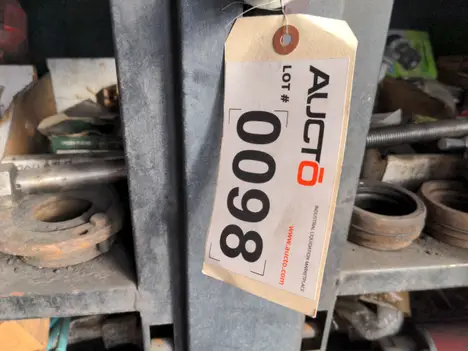 AUCTO
LOT #
0098
INDUSTRIAL LIQUIDATION MARKETPLACE
www.aucto.com